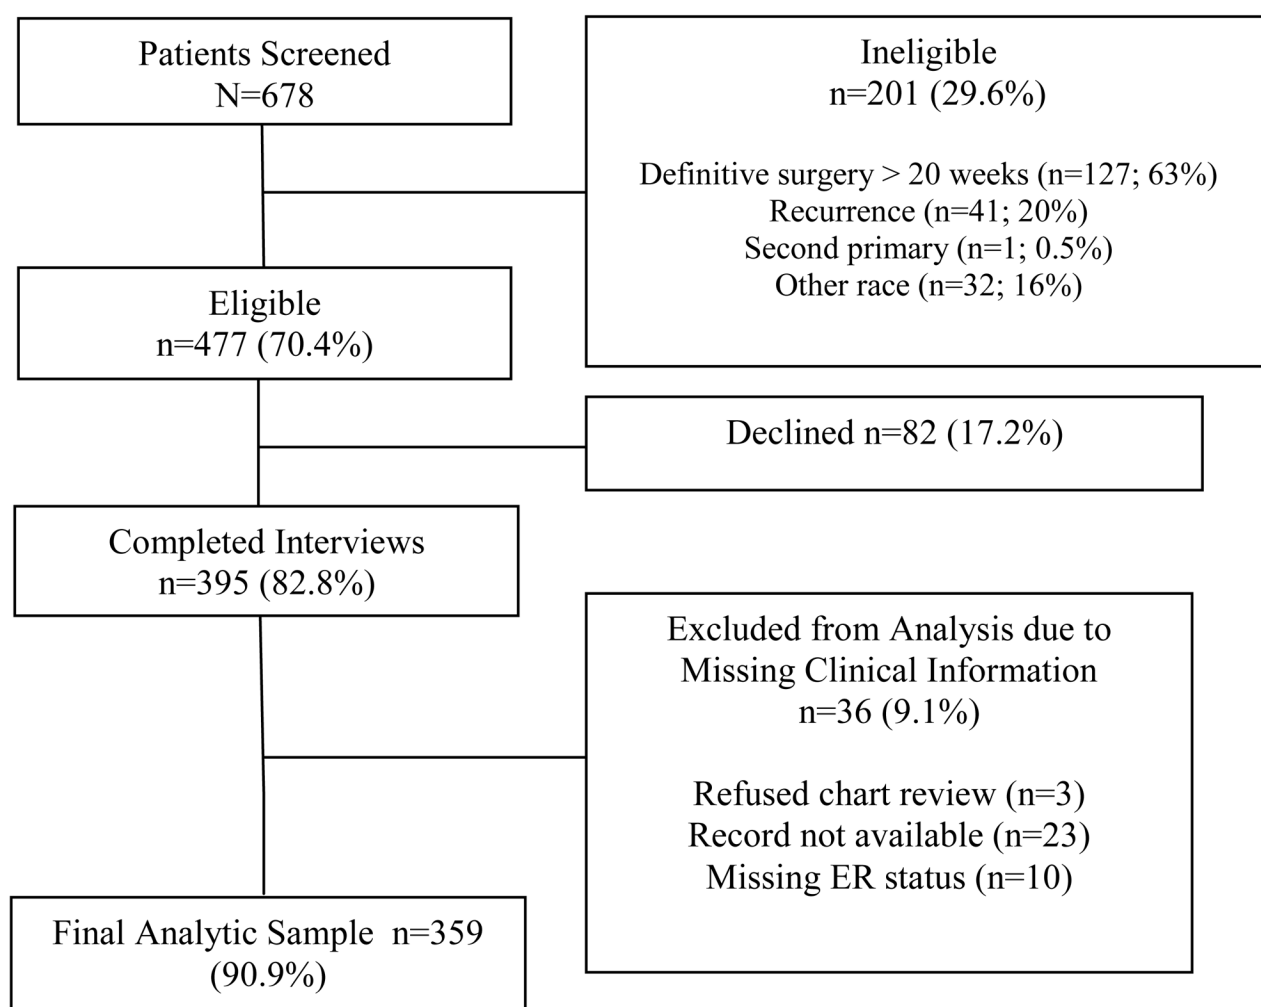 Patients Screened
N=678
Ineligible
n=201 (29.6%)
Definitive surgery > 20 weeks (n=127; 63%)
Recurrence (n=41; 20%)
Second primary (n=1; 0.5%)
Other race (n=32; 16%)
Eligible
n=477 (70.4%)
Declined n=82 (17.2%)
Completed Interviews
n=395 (82.8%)
Excluded from Analysis due to
Missing Clinical Information
n=36 (9.1%)
Refused chart review (n=3)
Record not available (n=23)
Missing ER status (n=10)
Final Analytic Sample  n=359
(90.9%)